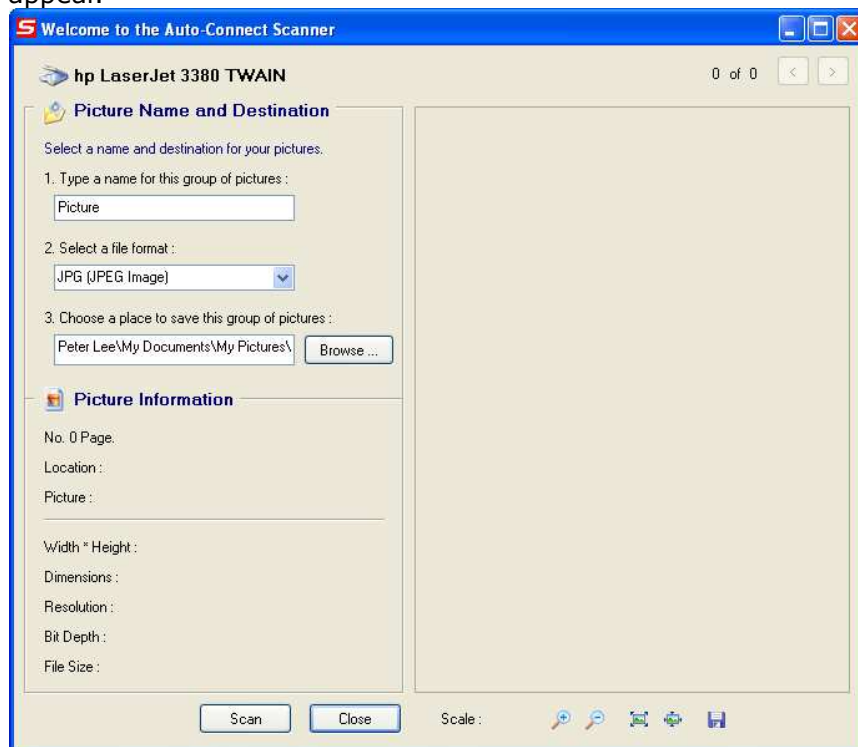 appear.
Welcome to the Auto-Connect Scanner
hp LaserJet 3380 TWAIN
0 of 0
Picture Name and Destination
Select a name and destination for your pictures.
1. Type a name for this group of pictures :
Picture
2. Select a file format :
JPG (JPEG Image)
3. Choose a place to save this group of pictures :
Peter Lee\My Documents\My Pictures\
Browse ...
Picture Information
No. 0 Page.
Location :
Picture :
Width * Height :
Dimensions :
Resolution :
Bit Depth :
File Size :
Scan
Close
Scale :